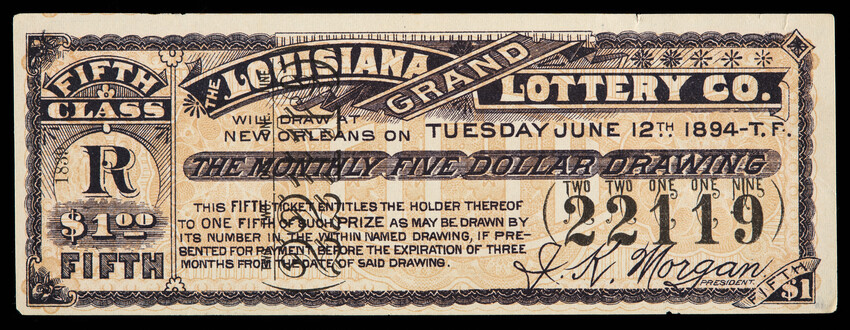 FIFTH
CLASS
R
$1.00
FIFTH
THE LOUISIANA GRAND LOTTERY CO.
WILL DRAW AT
NEW ORLEANS ON TUESDAY JUNE 12TH 1894-T.F.
THE MONTHLY FIVE DOLLAR DRAWING
THIS FIFTH TICKET ENTITLES THE HOLDER THEREOF
TO ONE FIFTH OF SUCH PRIZE AS MAY BE DRAWN BY
ITS NUMBER IN THE WITHIN NAMED DRAWING, IF PRE-
SENTED FOR PAYMENT BEFORE THE EXPIRATION OF THREE
MONTHS FROM THE DATE OF SAID DRAWING.
TWO TWO ONE ONE NINE
(22119)
J. K. Morgan.
PRESIDENT.
FIFTH $1